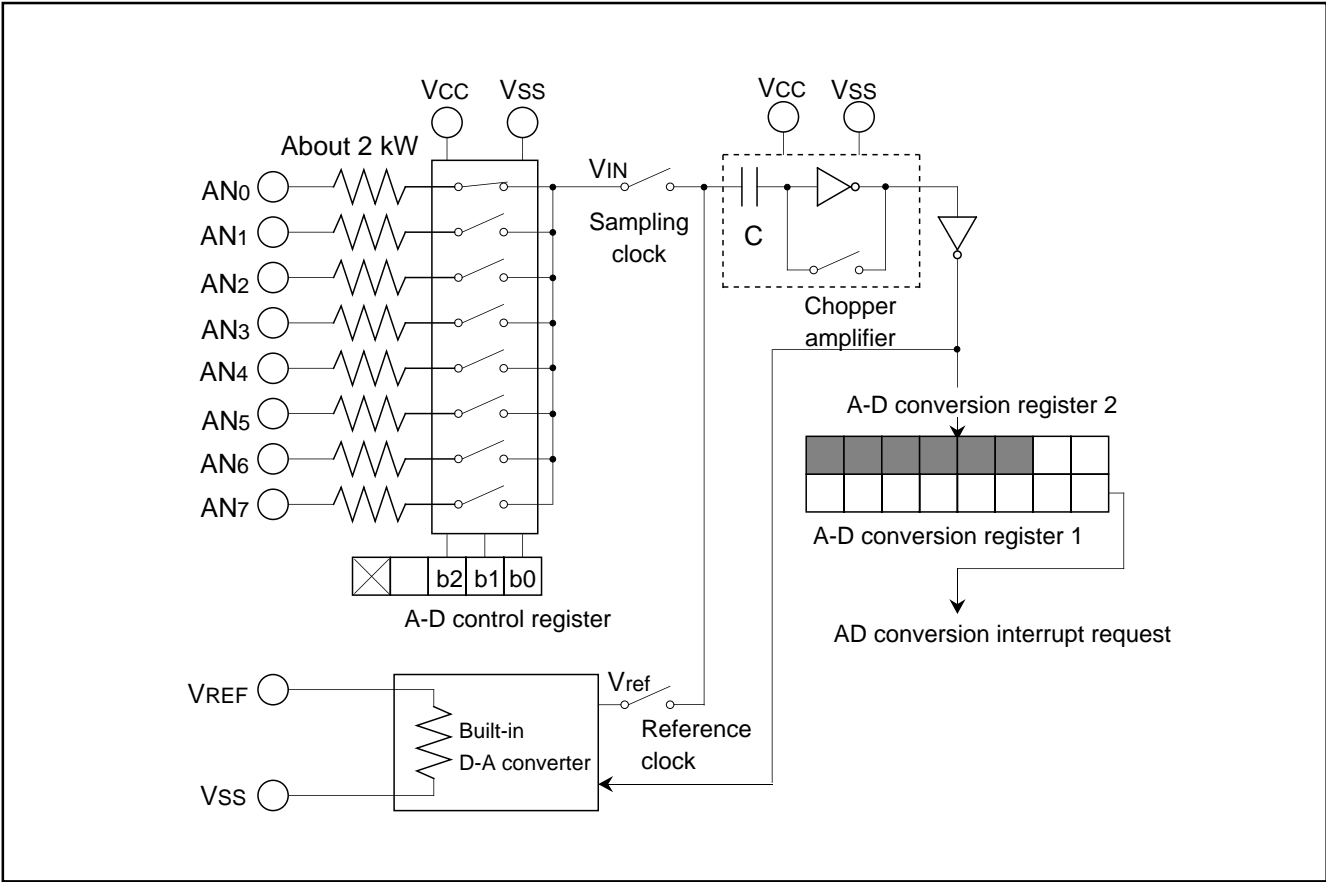 VCC VSS
About 2 kW
AN0
AN1
AN2
AN3
AN4
AN5
AN6
AN7
b2 b1 b0
A-D control register
VIN
Sampling
clock
VCC VSS
C
Chopper
amplifier
A-D conversion register 2
A-D conversion register 1
AD conversion interrupt request
VREF
VSS
Built-in
D-A converter
Vref
Reference
clock